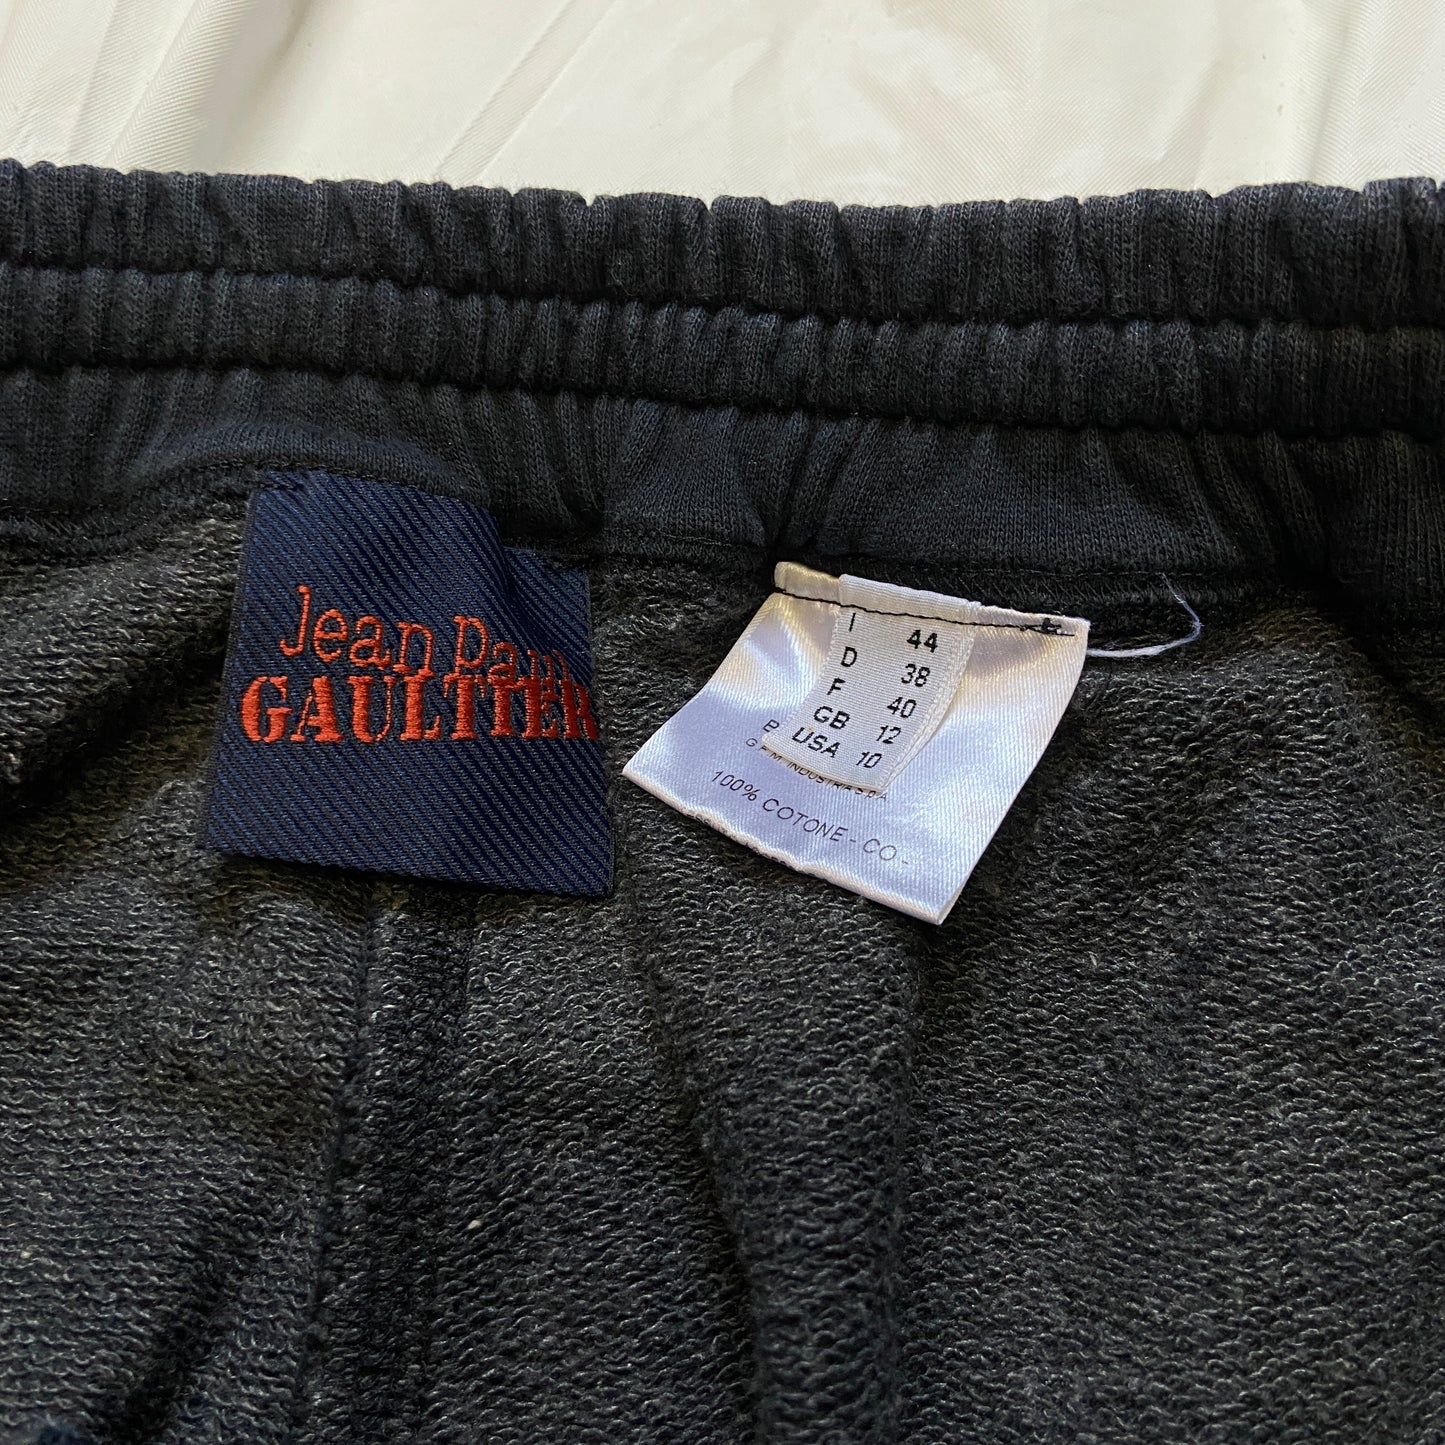 Jean Paul
GAULTIER
I 44
D 38
F 40
GB 12
USA 10
100% COTONE - CO -